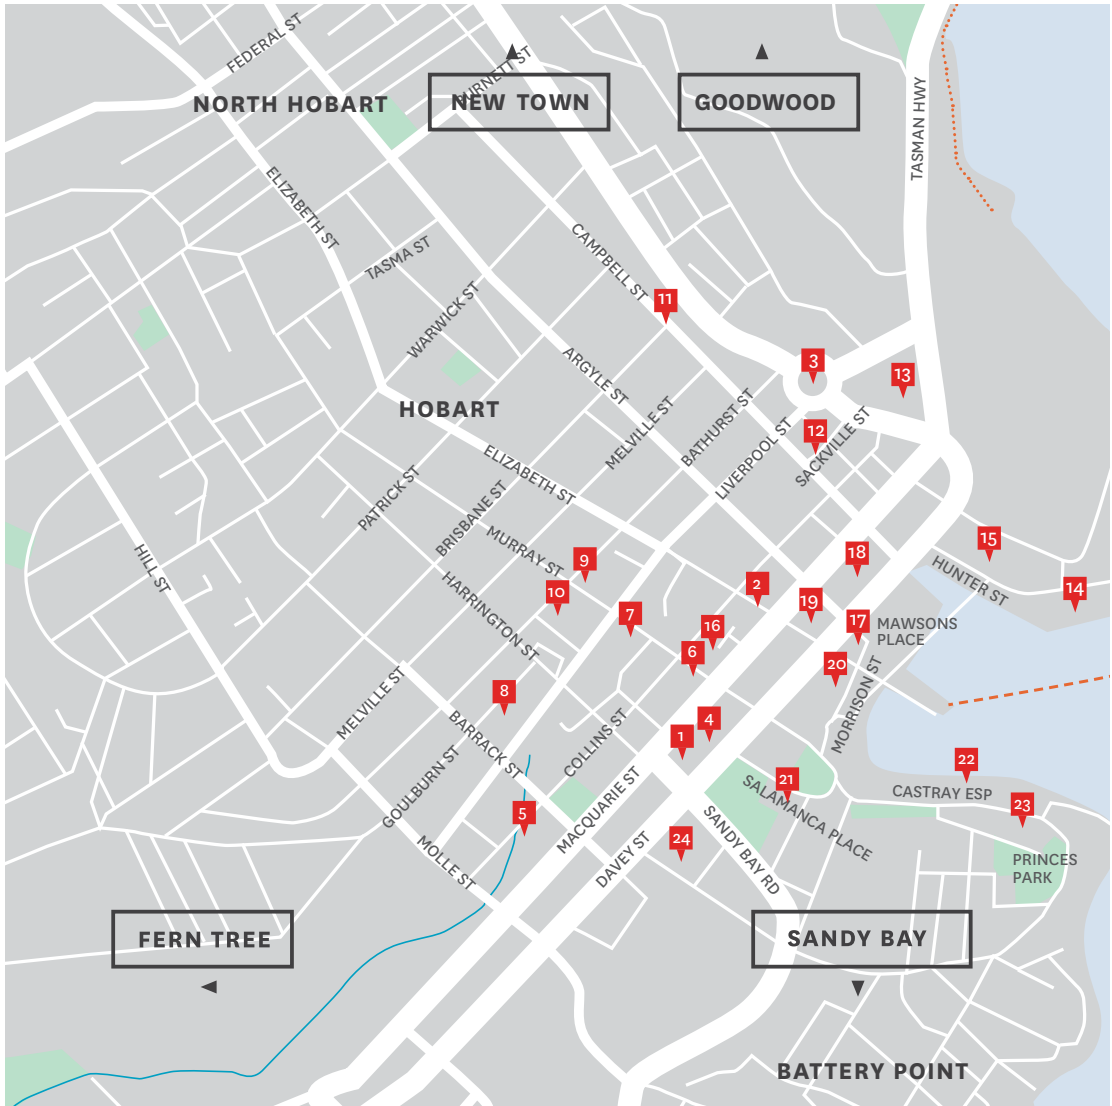 FEDERAL ST
BURNETT ST
NORTH HOBART
NEW TOWN
GOODWOOD
TASMAN HWY
ELIZABETH ST
TASMA ST
CAMPBELL ST
WARWICK ST
11
ARGYLE ST
3
13
HOBART
MELVILLE ST
BATHURST ST
LIVERPOOL ST
12
SACKVILLE ST
ELIZABETH ST
PATRICK ST
BRISBANE ST
MURRAY ST
HILL ST
HARRINGTON ST
9
10
7
2
18
19
15
HUNTER ST
14
16
17
MAWSONS
PLACE
6
20
MORRISON ST
8
MELVILLE ST
BARRACK ST
COLLINS ST
4
1
GOULBURN ST
5
MACQUARIE ST
21
SALAMANCA PLACE
22
CASTRAY ESP
23
MOLLE ST
DAVEY ST
24
SANDY BAY RD
PRINCES
PARK
FERN TREE
SANDY BAY
BATTERY POINT